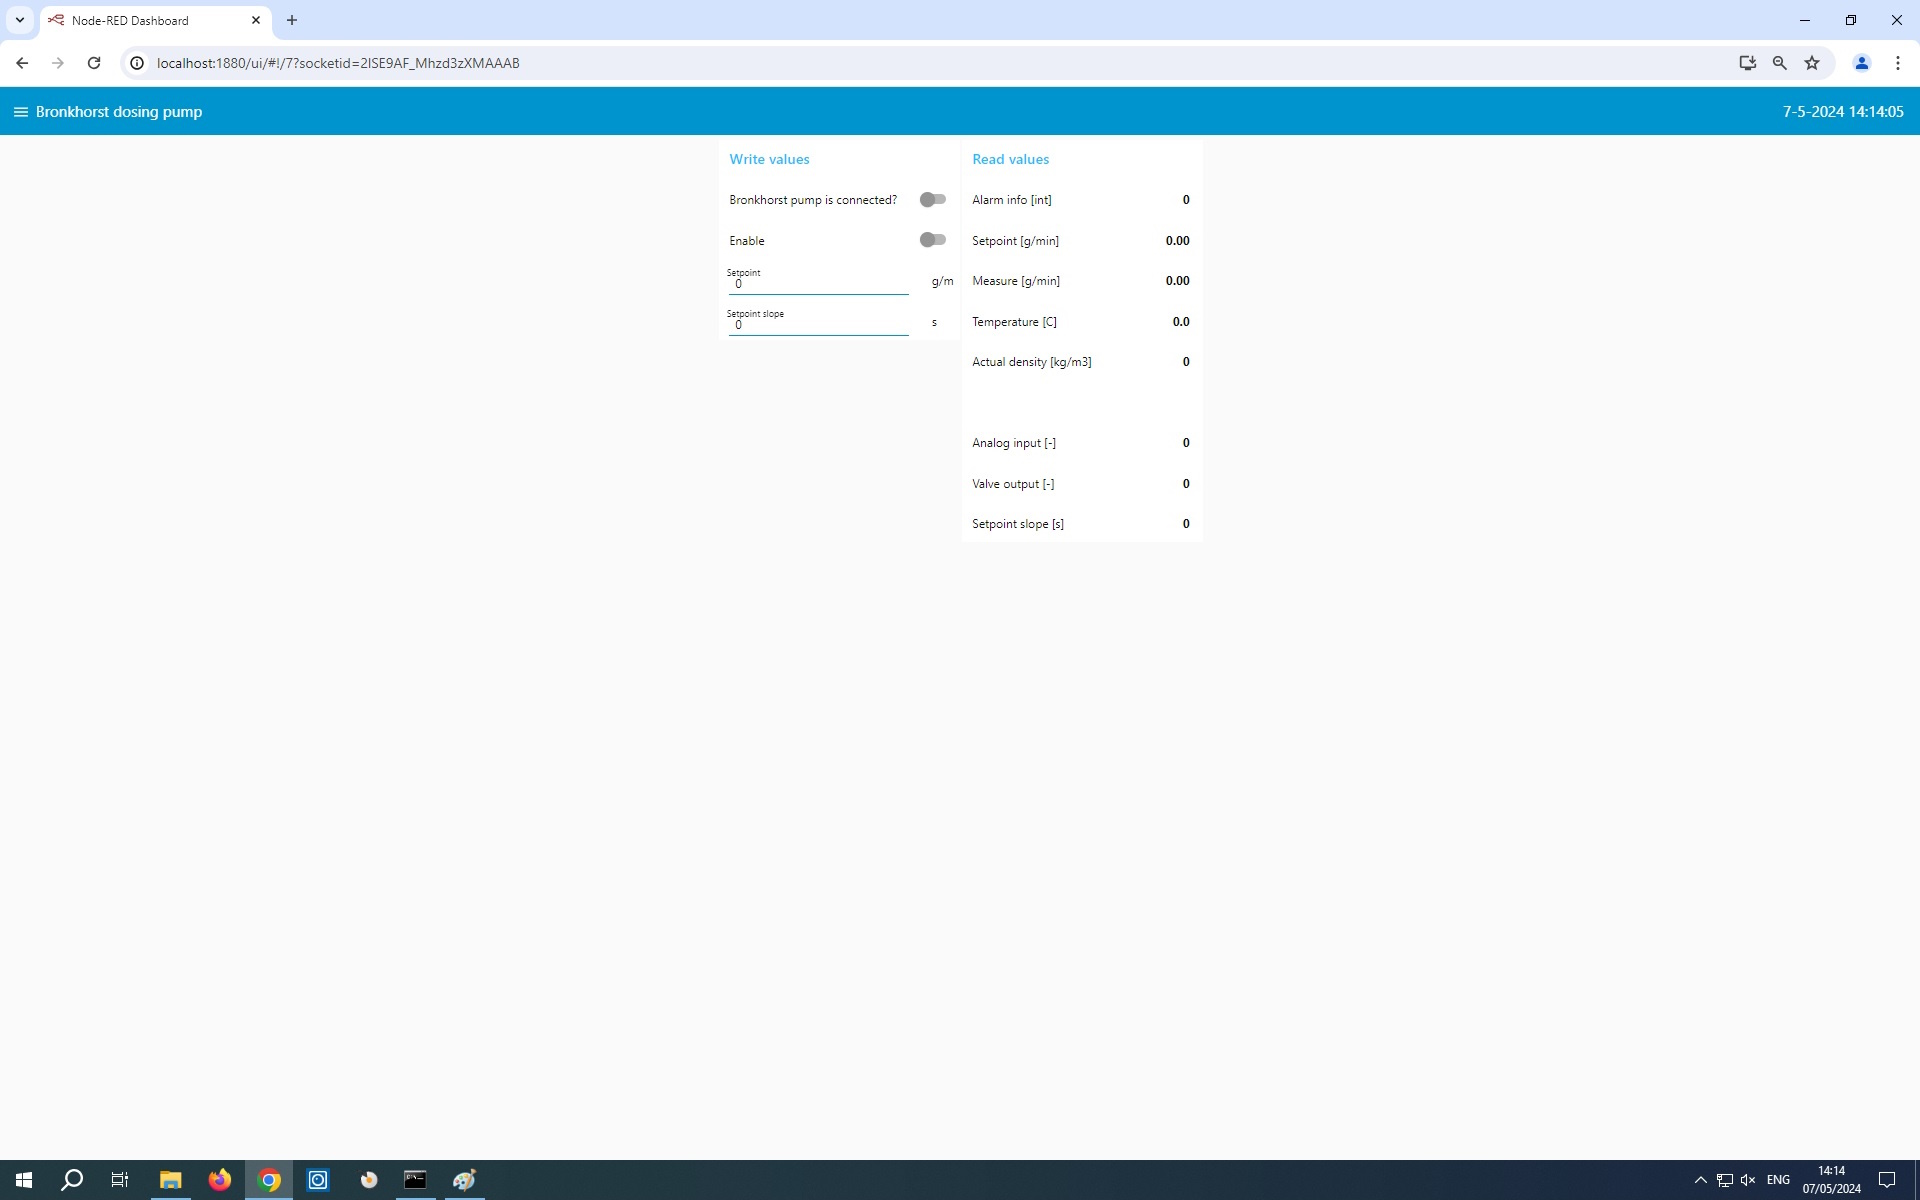 Node-RED Dashboard
localhost:1880/ui/#!/7?socketid=2ISE9AF_Mhzd3zXMAAAB
Bronkhorst dosing pump
7-5-2024 14:14:05
Write values
Bronkhorst pump is connected?
Enable
Setpoint
0
g/m
Setpoint slope
0
s
Read values
Alarm info [int] 0
Setpoint [g/min] 0.00
Measure [g/min] 0.00
Temperature [C] 0.0
Actual density [kg/m3] 0
Analog input [-] 0
Valve output [-] 0
Setpoint slope [s] 0
ENG
14:14
07/05/2024